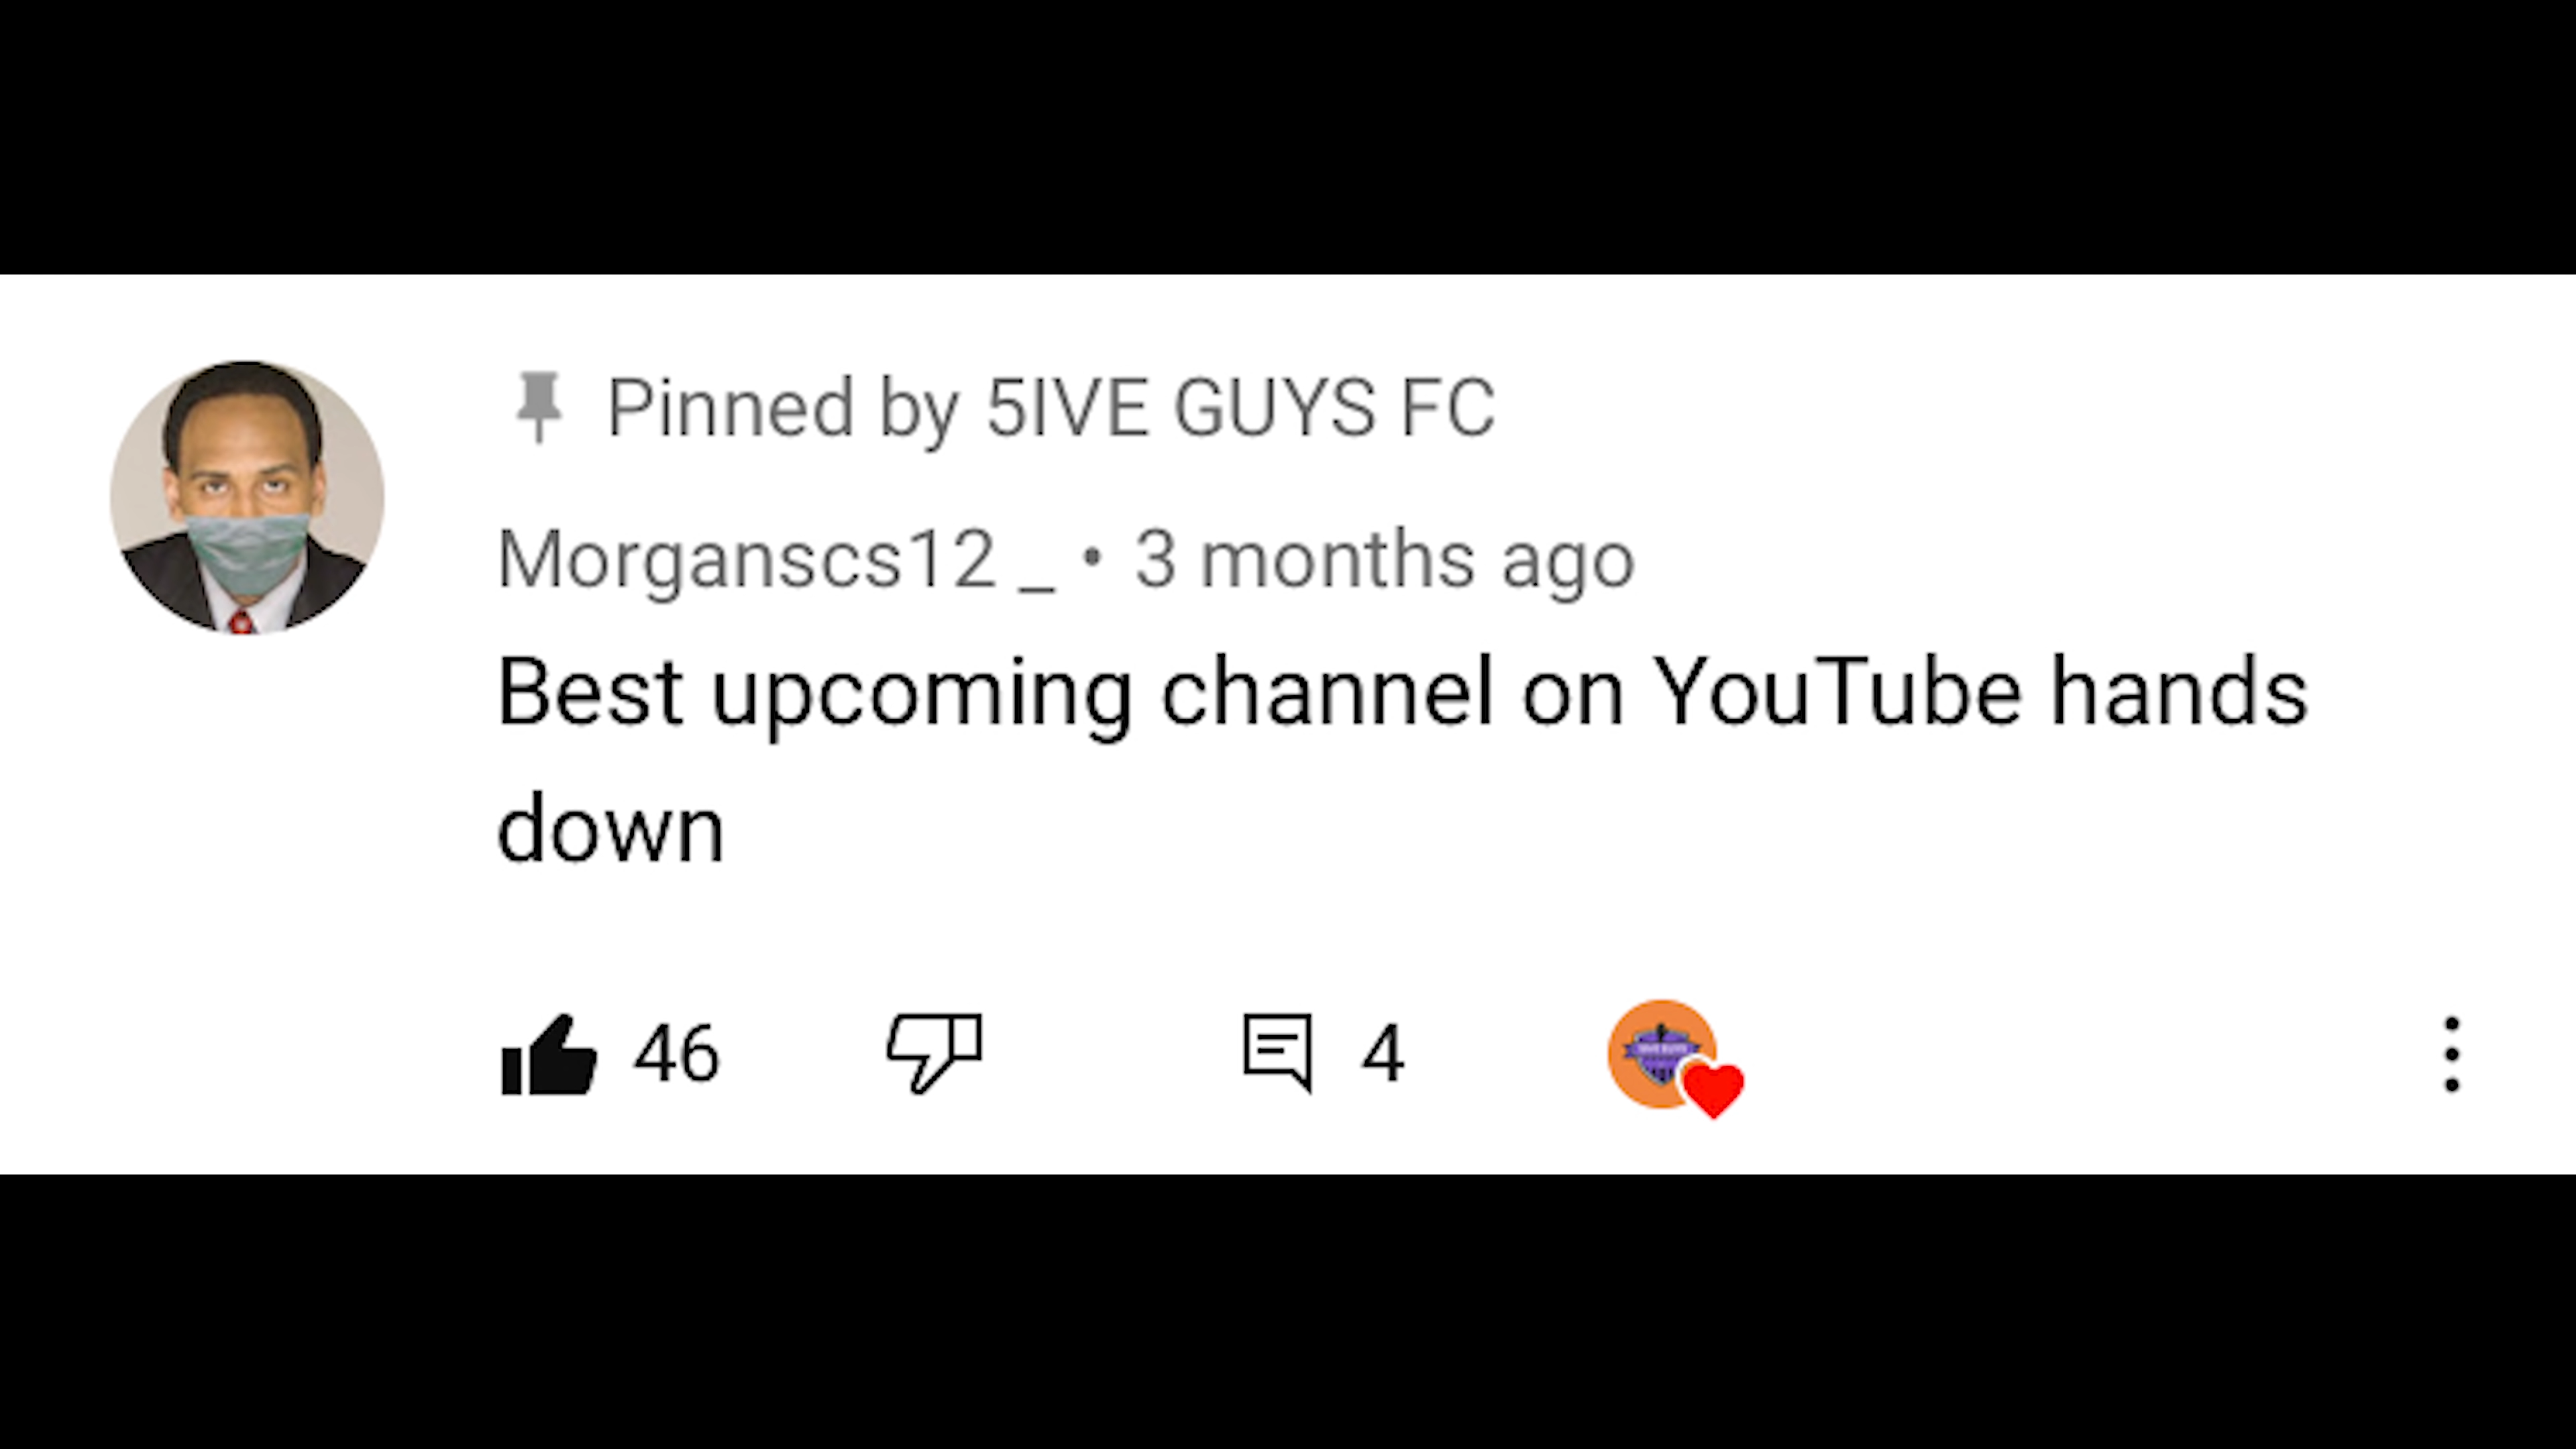 Pinned by 5IVE GUYS FC
Morganscs12 _ • 3 months ago
Best upcoming channel on YouTube hands
down
46 4